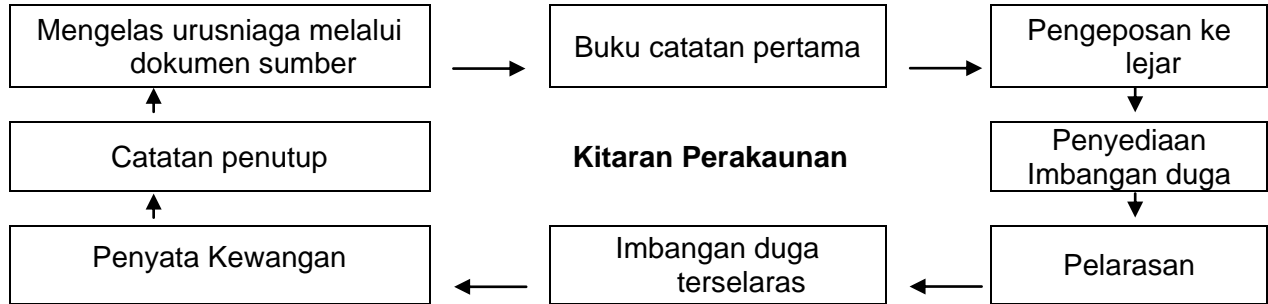 Mengelas urusniaga melalui
dokumen sumber
Buku catatan pertama
Pengeposan ke
lejar
Catatan penutup
Kitaran Perakaunan
Penyediaan
Imbangan duga
Penyata Kewangan
Imbangan duga
terselaras
Pelarasan